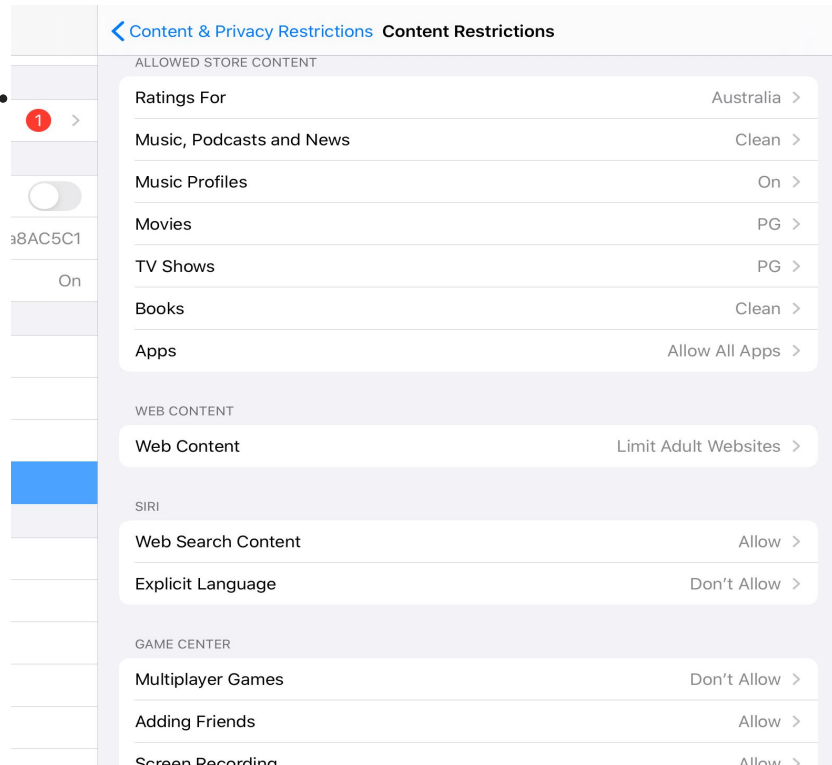 Content & Privacy Restrictions Content Restrictions
ALLOWED STORE CONTENT
Ratings For Australia
1
Music, Podcasts and News Clean
Music Profiles On
Movies PG
a8AC5C1
TV Shows PG
On
Books Clean
Apps Allow All Apps
WEB CONTENT
Web Content Limit Adult Websites
SIRI
Web Search Content Allow
Explicit Language Don't Allow
GAME CENTER
Multiplayer Games Don't Allow
Adding Friends Allow
Screen Recording Allow